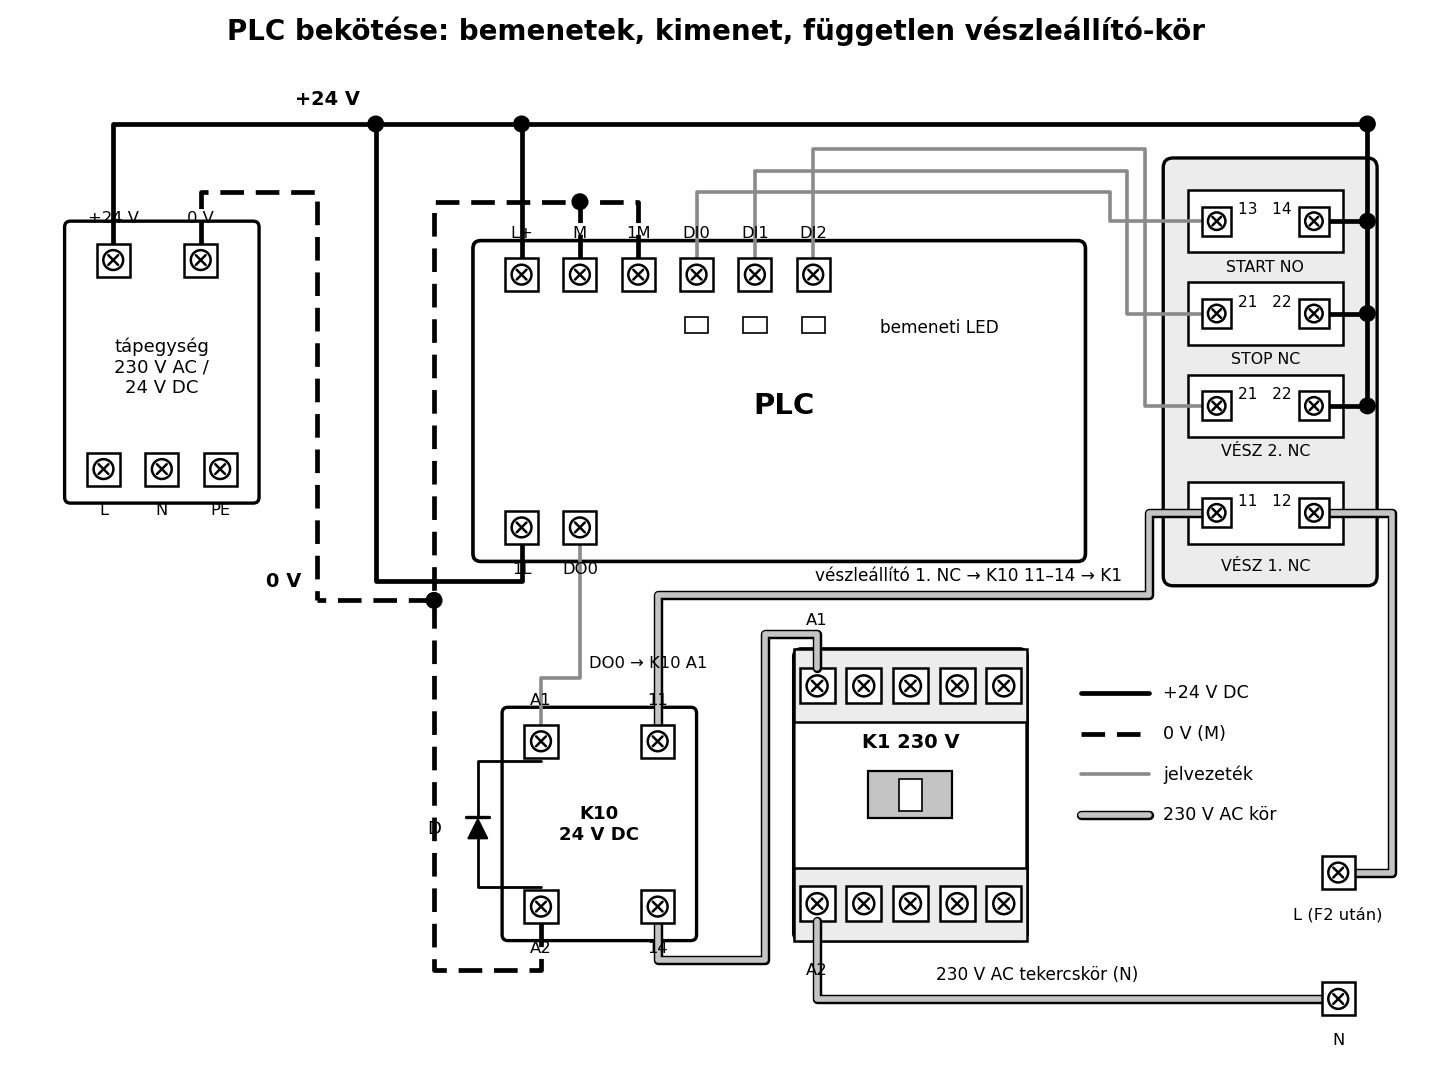 PLC bekötése: bemenetek, kimenet, független vészleállító-kör
+24 V
+24 V 0 V
L+ M 1M DI0 DI1 DI2
13 14
START NO
21 22
STOP NC
21 22
VÉSZ 2. NC
11 12
VÉSZ 1. NC
bemeneti LED
tápegység
230 V AC /
24 V DC
PLC
L N PE
1L DO0
0 V
vészleállító 1. NC → K10 11–14 → K1
A1
DO0 → K10 A1
A1 11
K10
24 V DC
D
A2 14
K1 230 V
A2
+24 V DC
0 V (M)
jelvezeték
230 V AC kör
L (F2 után)
230 V AC tekercskör (N)
N